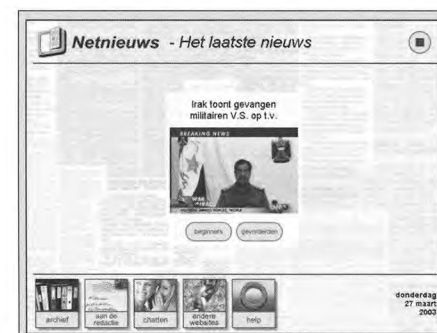 Netnieuws - Het laatste nieuws
Irak toont gevangen
militairen V.S. op t.v.
BREAKING NEWS
beginners gevorderden
archief
aan de
redactie
chatten
andere
websites
help
donderdag
27 maart
2003